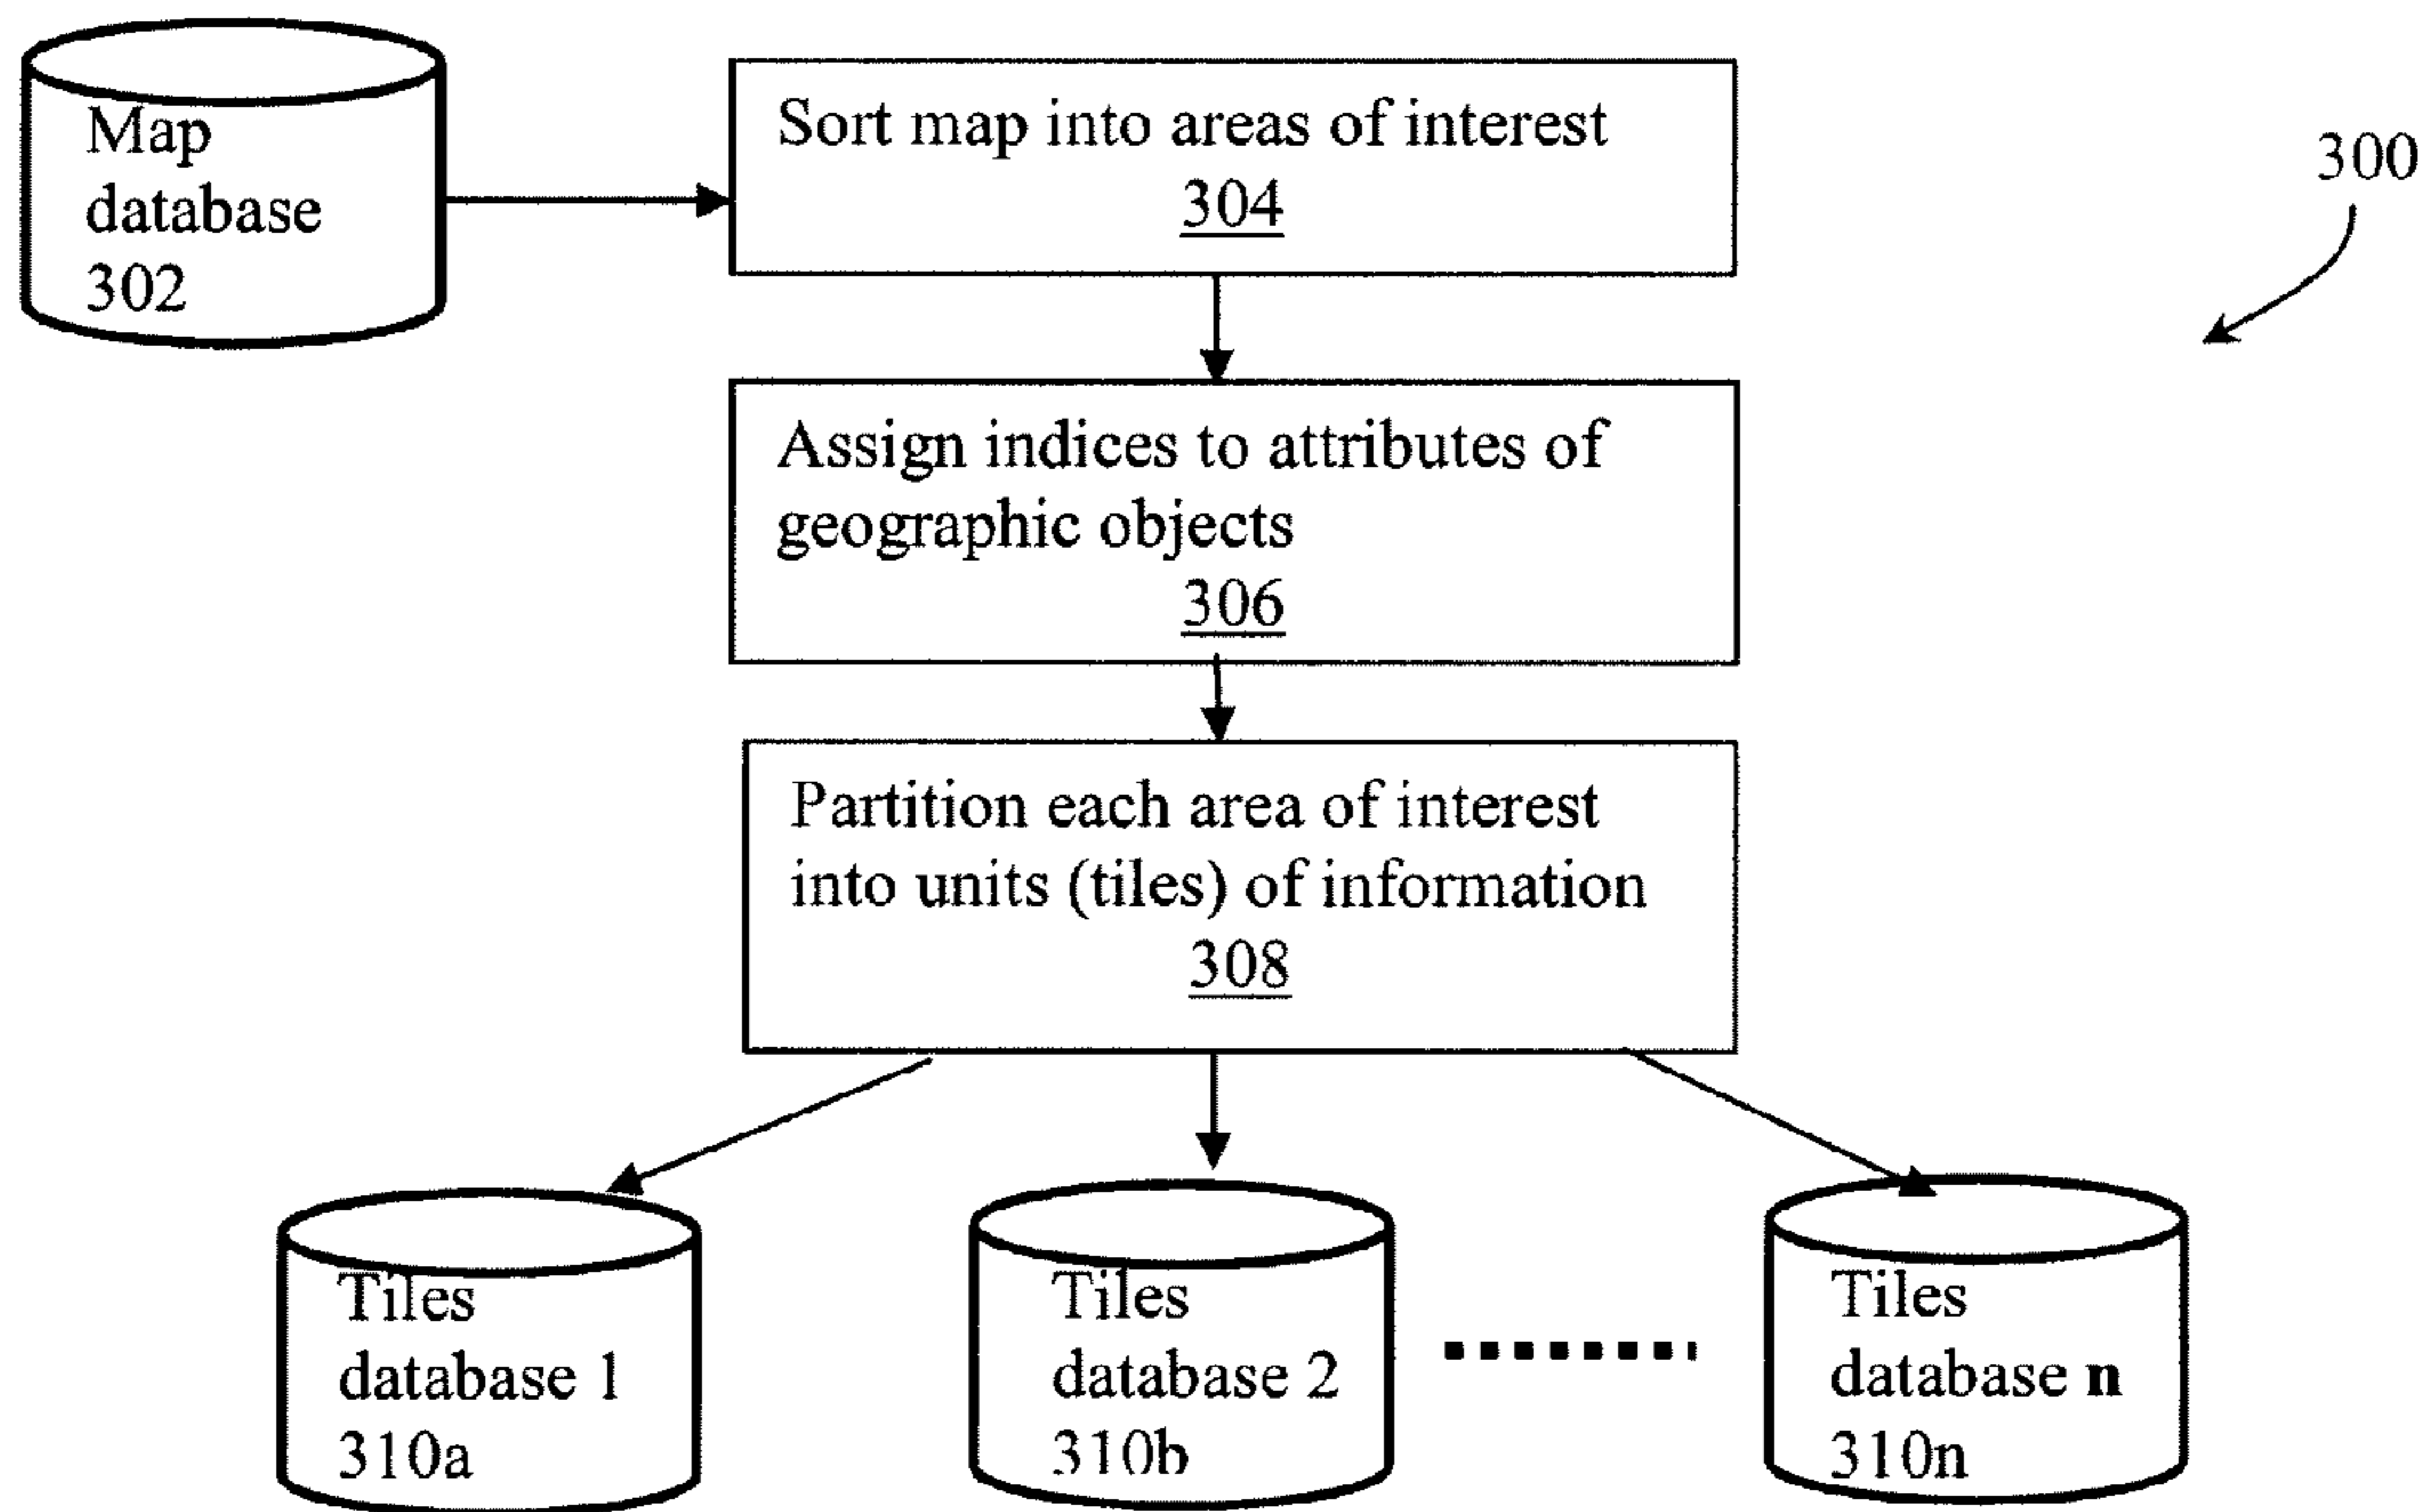 Map
database
302
Sort map into areas of interest
304
300
Assign indices to attributes of
geographic objects
306
Partition each area of interest
into units (tiles) of information
308
Tiles
database 1
310a
Tiles
database 2
310b
Tiles
database n
310n